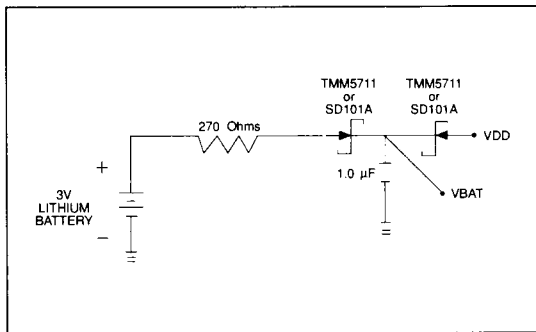 TMM5711
or
SD101A
TMM5711
or
SD101A
270 Ohms
VDD
+
1.0 µF
3V
LITHIUM
BATTERY
VBAT
–